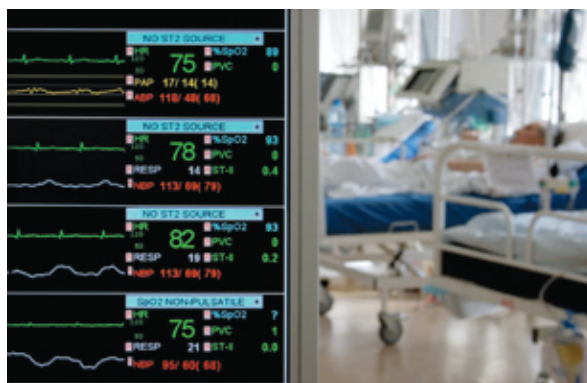 NO ST2 SOURCE
HR %SpO2 89
75 PVC 0
PAP 17/ 14( 14)
ABP 118/ 48( 68)
NO ST2 SOURCE
HR %SpO2 93
78 PVC 0
RESP 14 ST-II 0.4
NBP 113/ 69( 79)
NO ST2 SOURCE
HR %SpO2 93
82 PVC 0
RESP 19 ST-II 0.2
NBP 113/ 69( 79)
SpO2 NON-PULSATILE
HR %SpO2 ?
75 PVC 1
RESP 21 ST-II 0.0
NBP 95/ 60( 68)